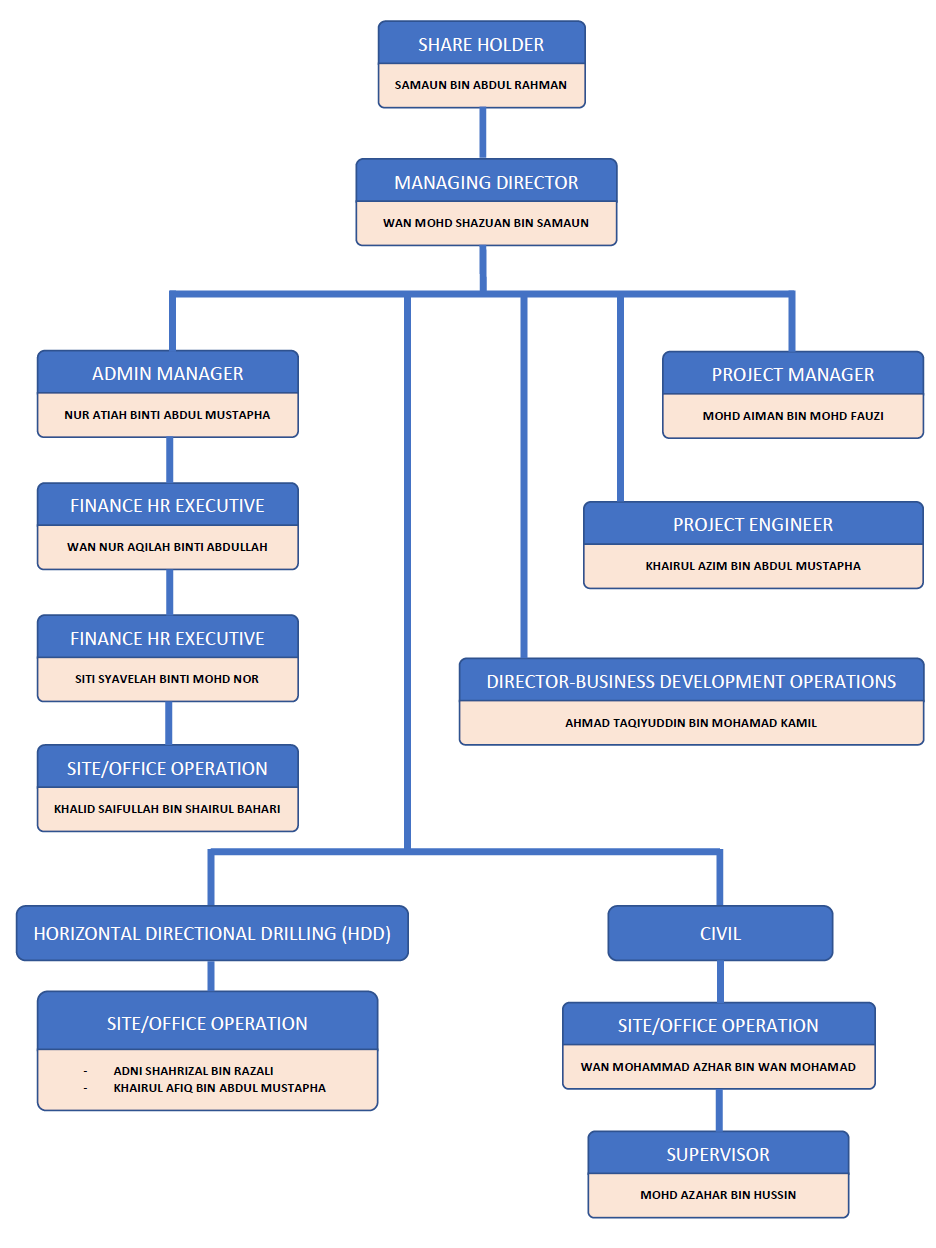 SHARE HOLDER
SAMAUN BIN ABDUL RAHMAN
MANAGING DIRECTOR
WAN MOHD SHAZUAN BIN SAMAUN
ADMIN MANAGER
NUR ATIAH BINTI ABDUL MUSTAPHA
PROJECT MANAGER
MOHD AIMAN BIN MOHD FAUZI
FINANCE HR EXECUTIVE
WAN NUR AQILAH BINTI ABDULLAH
PROJECT ENGINEER
KHAIRUL AZIM BIN ABDUL MUSTAPHA
FINANCE HR EXECUTIVE
SITI SYAVELAH BINTI MOHD NOR
DIRECTOR-BUSINESS DEVELOPMENT OPERATIONS
AHMAD TAQIYUDDIN BIN MOHAMAD KAMIL
SITE/OFFICE OPERATION
KHALID SAIFULLAH BIN SHAIRUL BAHARI
HORIZONTAL DIRECTIONAL DRILLING (HDD)
SITE/OFFICE OPERATION
- ADNI SHAHRIZAL BIN RAZALI
- KHAIRUL AFIQ BIN ABDUL MUSTAPHA
CIVIL
SITE/OFFICE OPERATION
WAN MOHAMMAD AZHAR BIN WAN MOHAMAD
SUPERVISOR
MOHD AZAHAR BIN HUSSIN